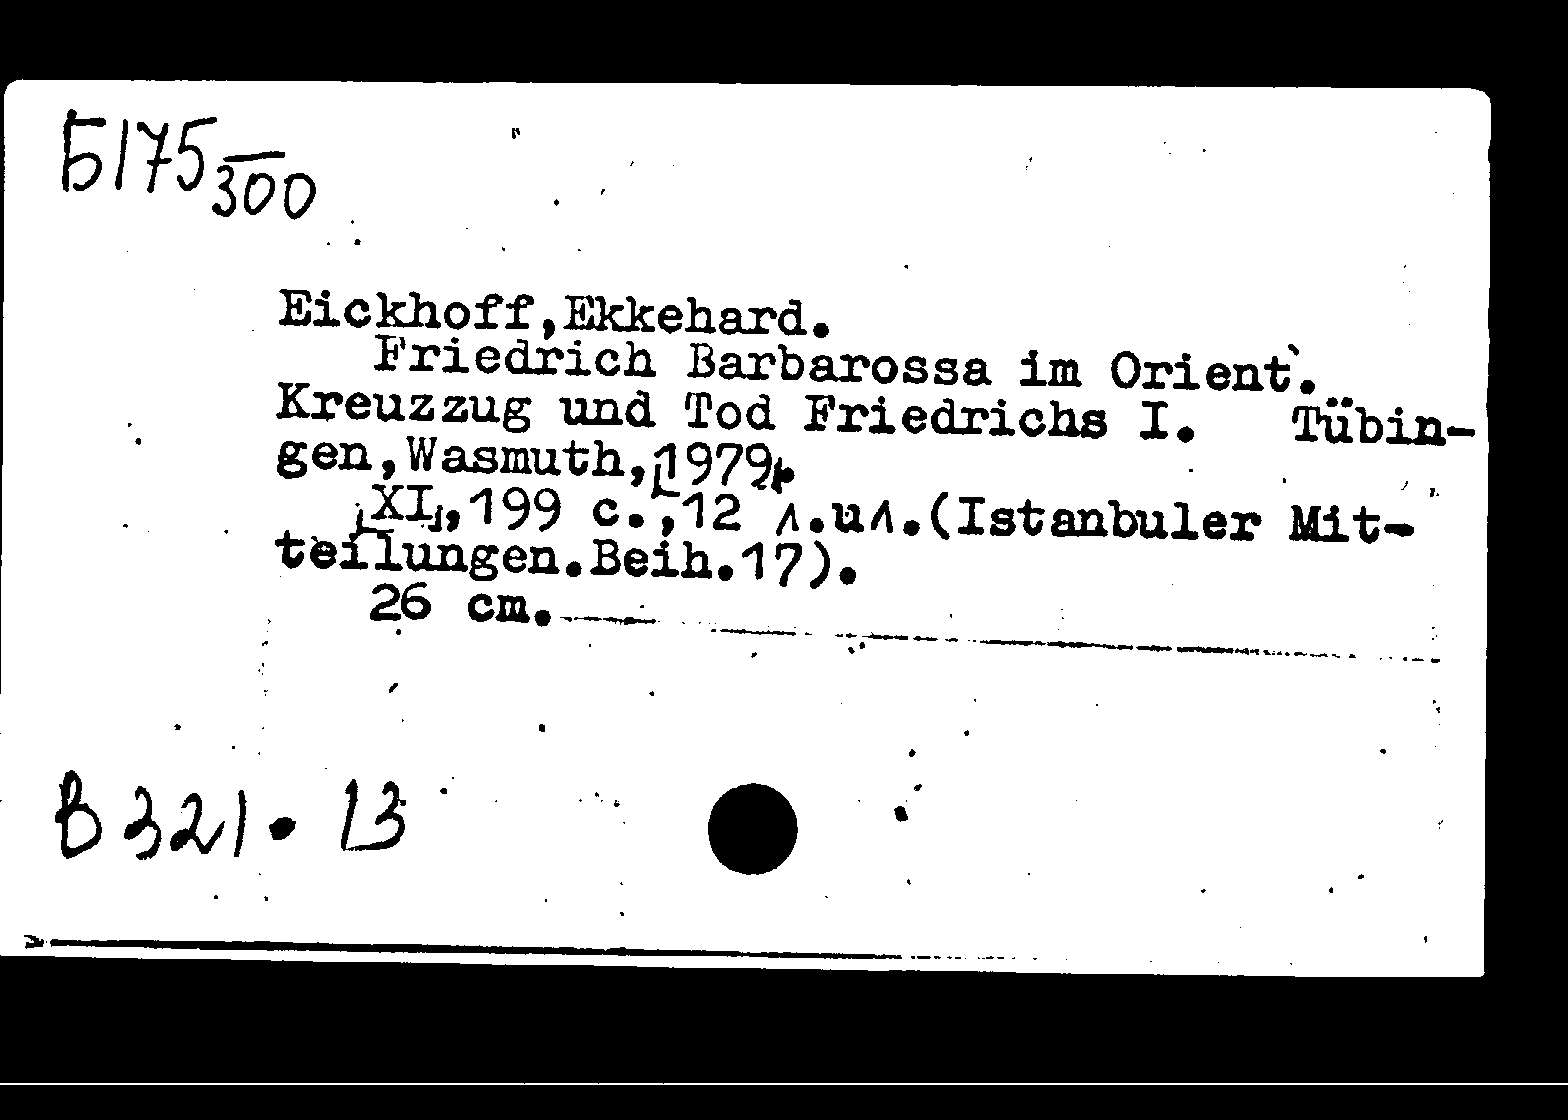 Б175
300
Eickhoff,Ekkehard.
Friedrich Barbarossa im Orient.
Kreuzzug und Tod Friedrichs I. Tübin-
gen,Wasmuth,[1979].
[XI],199 с.,12 л.ил.(Istanbuler Mit-
teilungen.Beih.17).
26 см.
В 321. 13